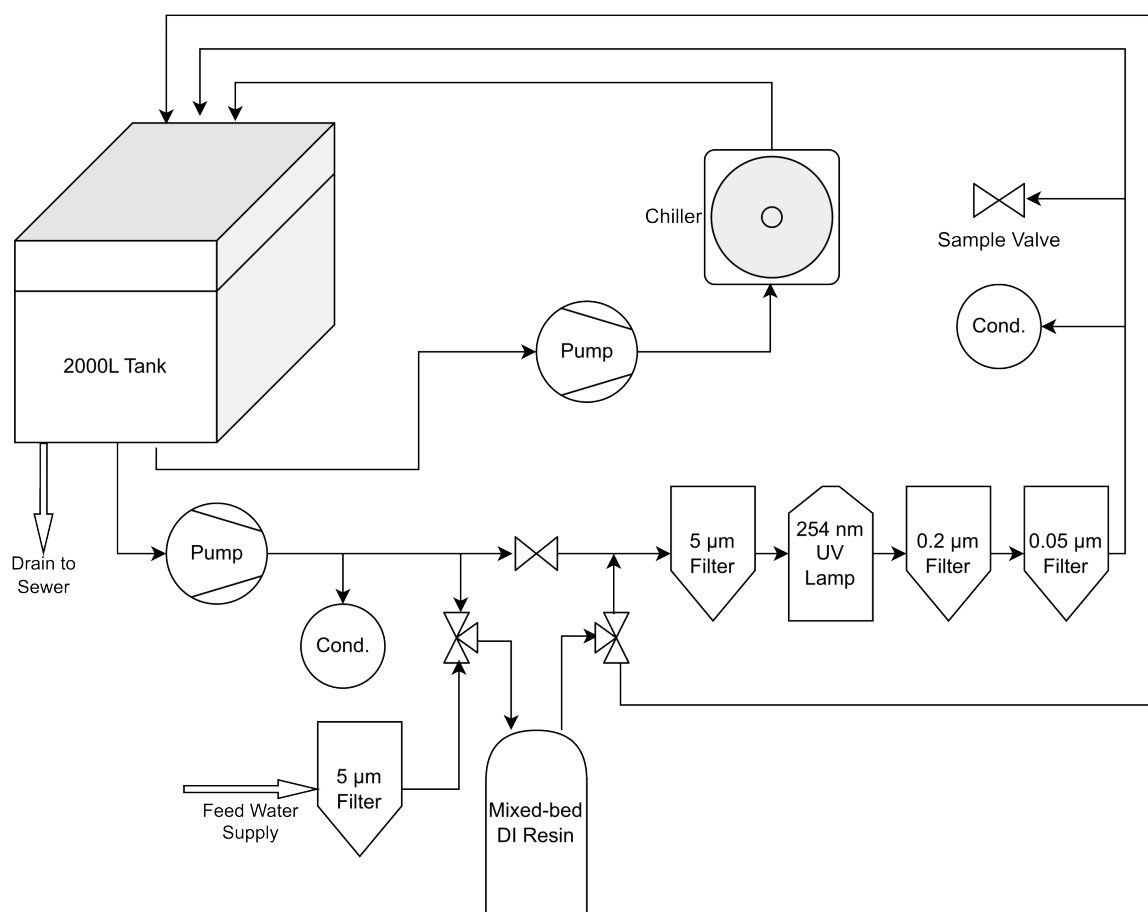 Chiller
Sample Valve
Cond.
Pump
2000L Tank
5 µm
Filter
254 nm
UV
Lamp
0.2 µm
Filter
0.05 µm
Filter
Pump
Drain to
Sewer
Cond.
5 µm
Filter
Feed Water
Supply
Mixed-bed
DI Resin